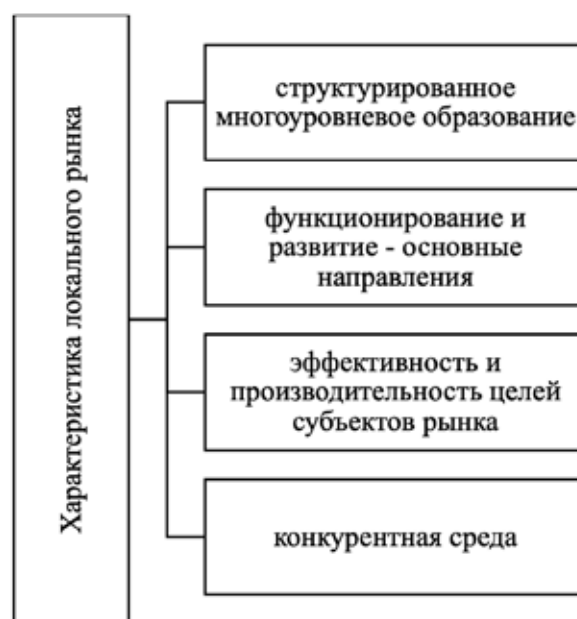 Характеристика локального рынка
структурированное
многоуровневое образование
функционирование и
развитие - основные
направления
эффективность и
производительность целей
субъектов рынка
конкурентная среда